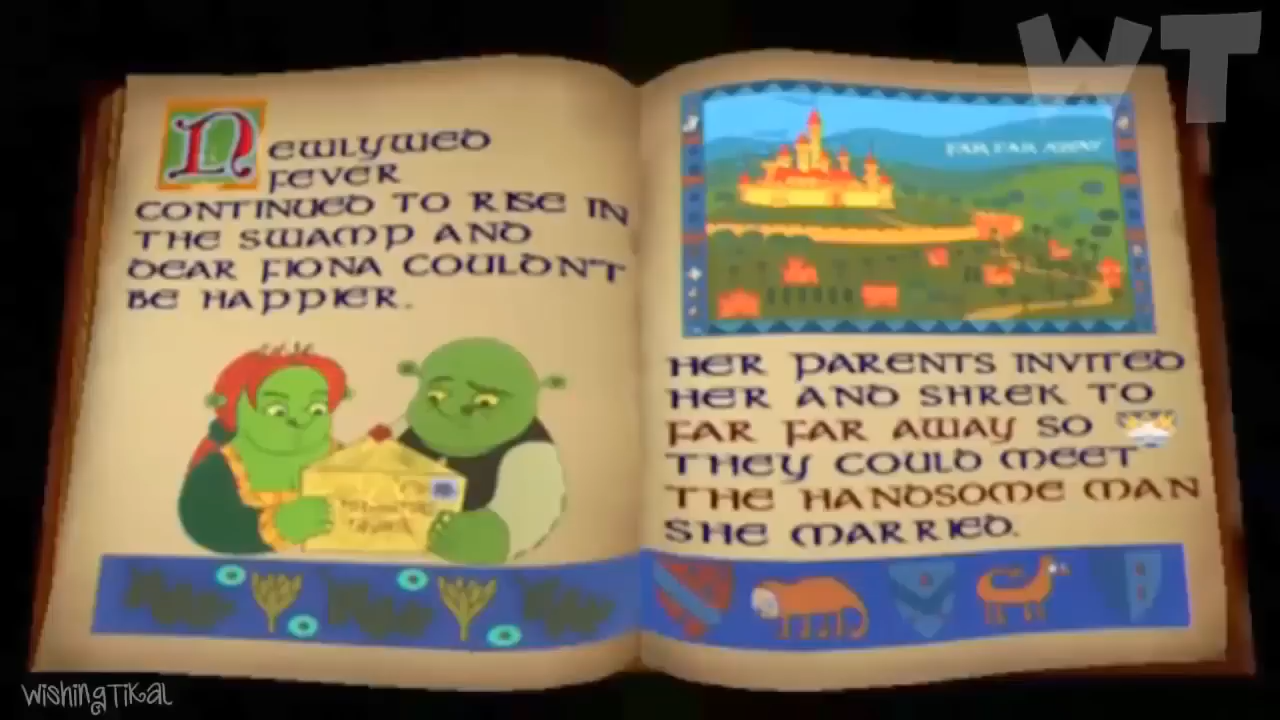 WT
NEWLYWED
FEVER
CONTINUED TO RISE IN
THE SWAMP AND
DEAR FIONA COULDN'T
BE HAPPIER.
FAR FAR AWAY
HER PARENTS INVITED
HER AND SHREK TO
FAR FAR AWAY SO
THEY COULD MEET
THE HANDSOME MAN
SHE MARRIED.
WishingTikal